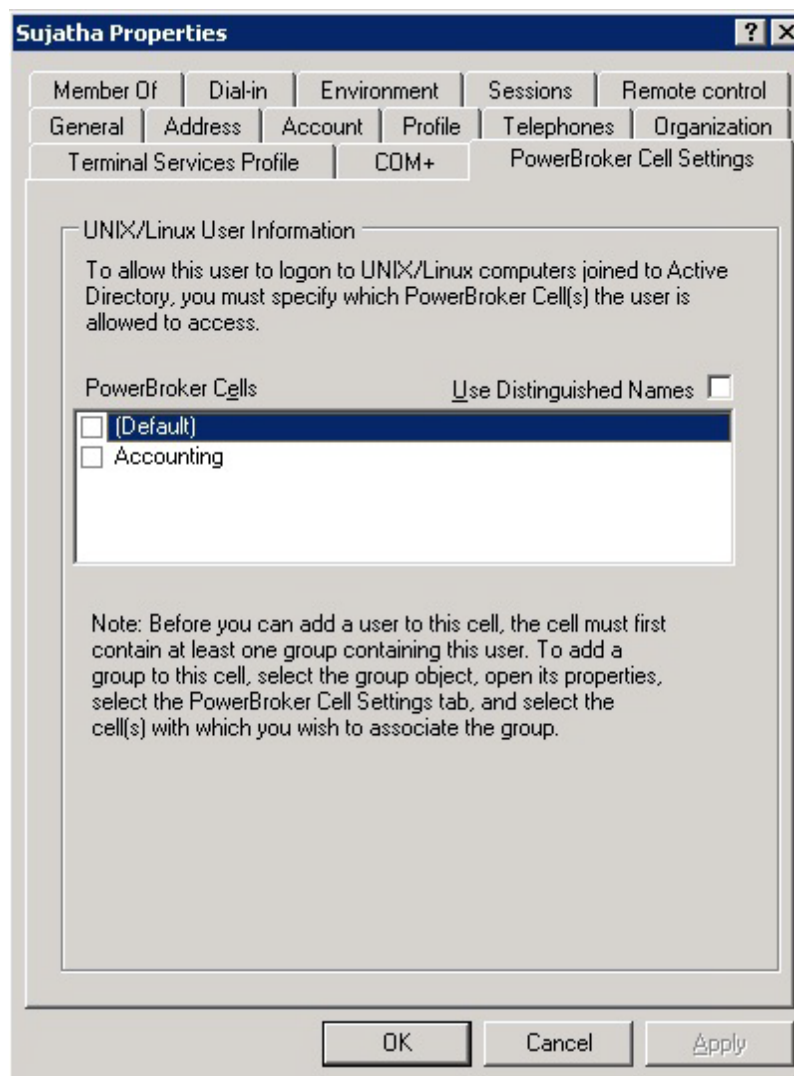 Sujatha Properties
Member Of Dial-in Environment Sessions Remote control
General Address Account Profile Telephones Organization
Terminal Services Profile COM+ PowerBroker Cell Settings
UNIX/Linux User Information
To allow this user to logon to UNIX/Linux computers joined to Active
Directory, you must specify which PowerBroker Cell(s) the user is
allowed to access.
PowerBroker Cells Use Distinguished Names
(Default)
Accounting
Note: Before you can add a user to this cell, the cell must first
contain at least one group containing this user. To add a
group to this cell, select the group object, open its properties,
select the PowerBroker Cell Settings tab, and select the
cell(s) with which you wish to associate the group.
OK Cancel Apply